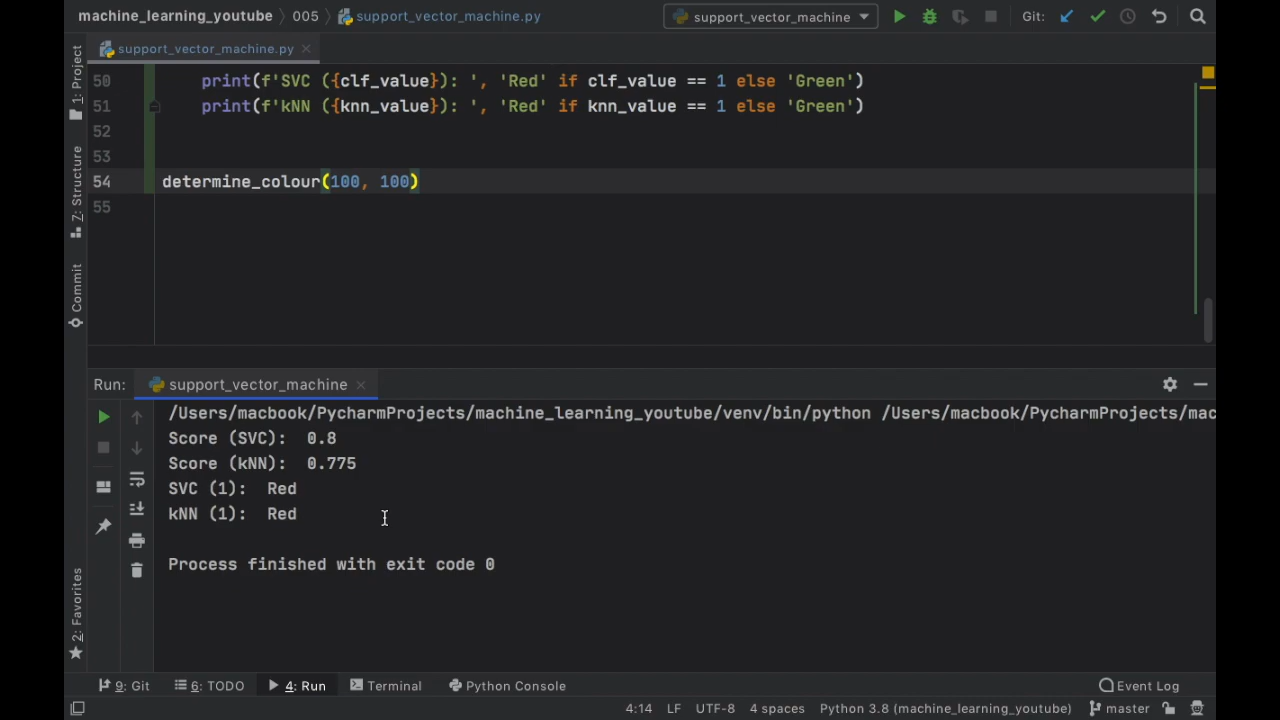 machine_learning_youtube 〉 005 〉 support_vector_machine.py
support_vector_machine
Git:
1: Project
support_vector_machine.py
50 print(f'SVC ({clf_value}): ', 'Red' if clf_value == 1 else 'Green')
51 print(f'kNN ({knn_value}): ', 'Red' if knn_value == 1 else 'Green')
52
53
54 determine_colour(100, 100)
55
7: Structure
Commit
2: Favorites
Run: support_vector_machine
/Users/macbook/PycharmProjects/machine_learning_youtube/venv/bin/python /Users/macbook/PycharmProjects/mac
Score (SVC):  0.8
Score (kNN):  0.775
SVC (1):  Red
kNN (1):  Red
Process finished with exit code 0
9: Git 6: TODO 4: Run Terminal Python Console Event Log
4:14 LF UTF-8 4 spaces Python 3.8 (machine_learning_youtube) master